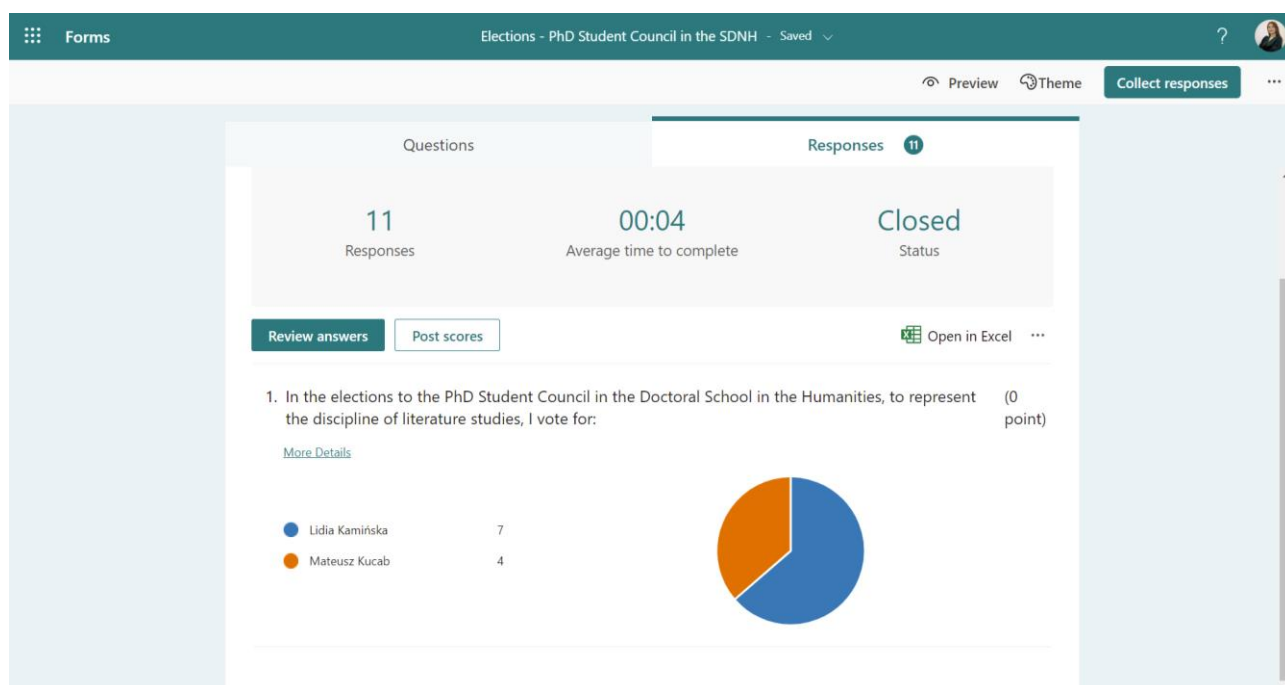 Forms
Elections - PhD Student Council in the SDNH - Saved
?
Preview
Theme
Collect responses
...
Questions
Responses 11
11
Responses
00:04
Average time to complete
Closed
Status
Review answers
Post scores
Open in Excel
...
1. In the elections to the PhD Student Council in the Doctoral School in the Humanities, to represent (0
the discipline of literature studies, I vote for: point)
More Details
Lidia Kamińska 7
Mateusz Kucab 4